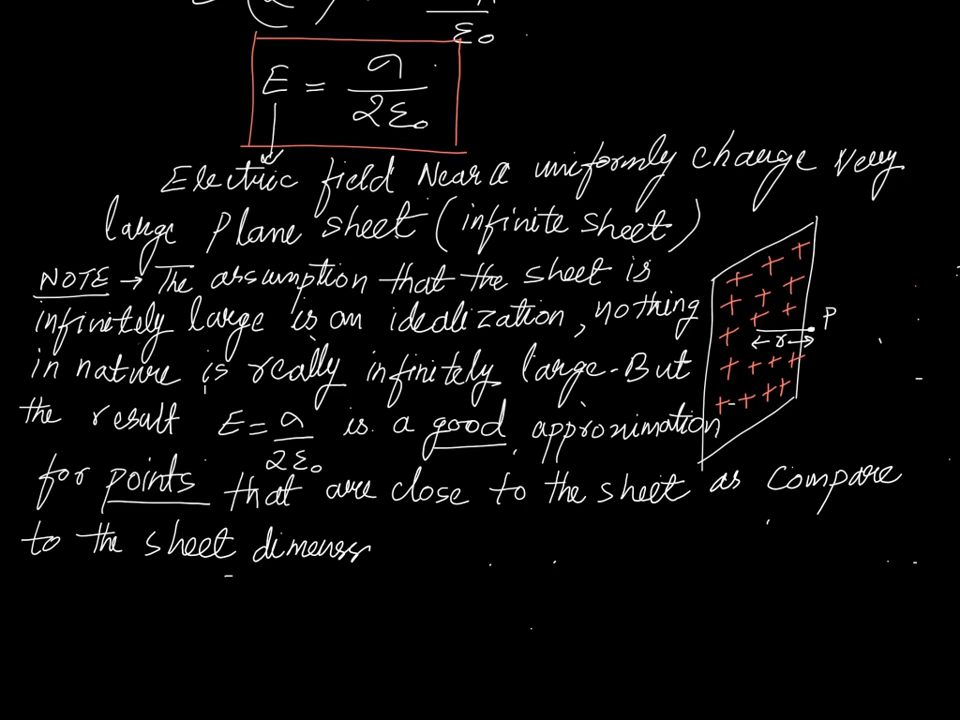 ε₀
E = σ / 2ε₀
Electric field Near a uniformly charge very
large plane sheet (infinite sheet)
NOTE → The assumption that the sheet is
infinitely large is an idealization, nothing
in nature is really infinitely large. But
the result E = σ / 2ε₀ is a good approximation
for points that are close to the sheet as compare
to the sheet dimens
P
r